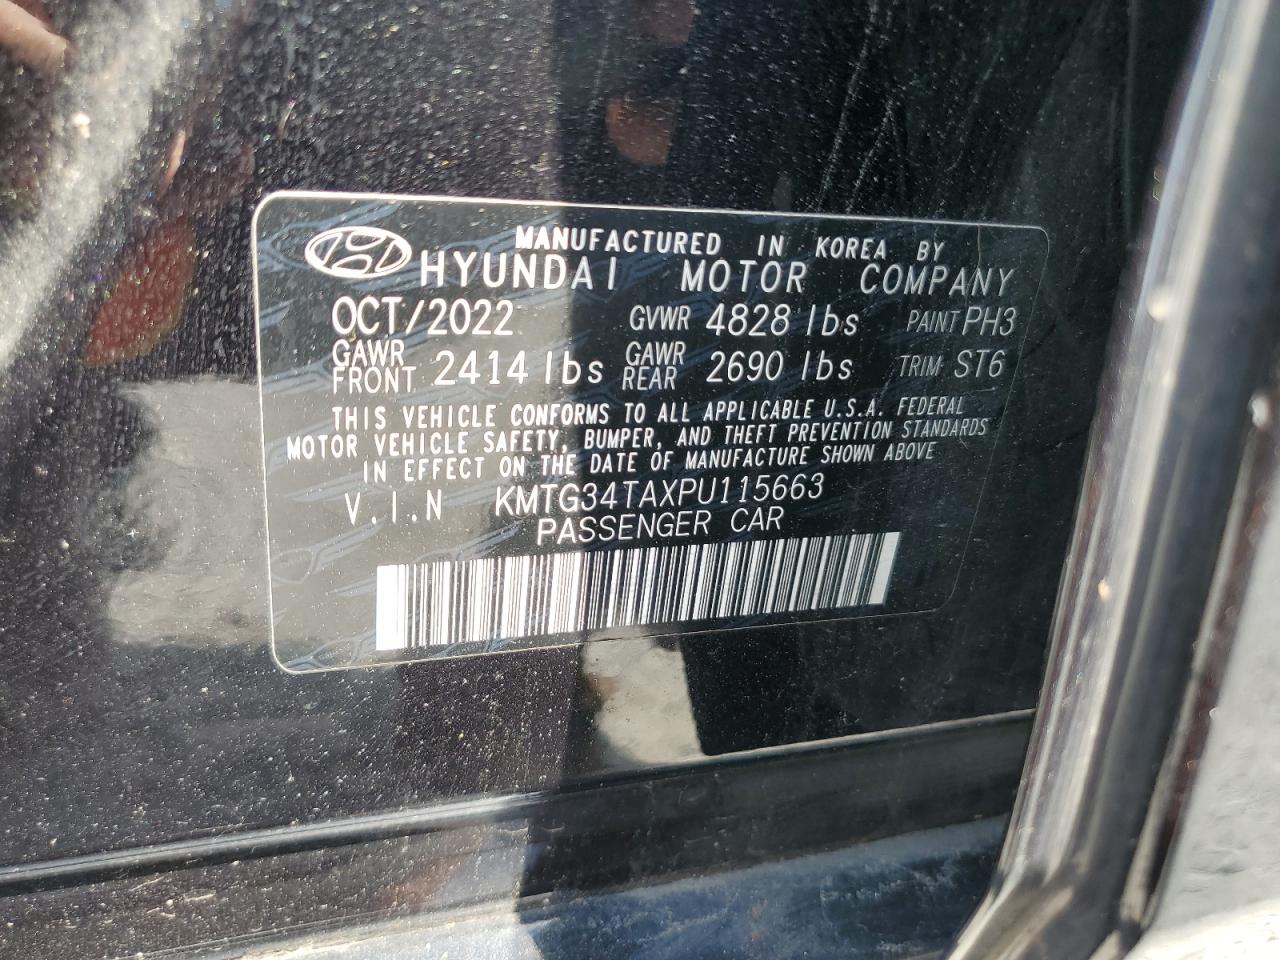 MANUFACTURED IN KOREA BY
HYUNDAI MOTOR COMPANY
OCT/2022 GVWR 4828 lbs PAINT PH3
GAWR FRONT 2414 lbs GAWR REAR 2690 lbs TRIM ST6
THIS VEHICLE CONFORMS TO ALL APPLICABLE U.S.A. FEDERAL
MOTOR VEHICLE SAFETY, BUMPER, AND THEFT PREVENTION STANDARDS
IN EFFECT ON THE DATE OF MANUFACTURE SHOWN ABOVE
V.I.N KMTG34TAXPU115663
PASSENGER CAR